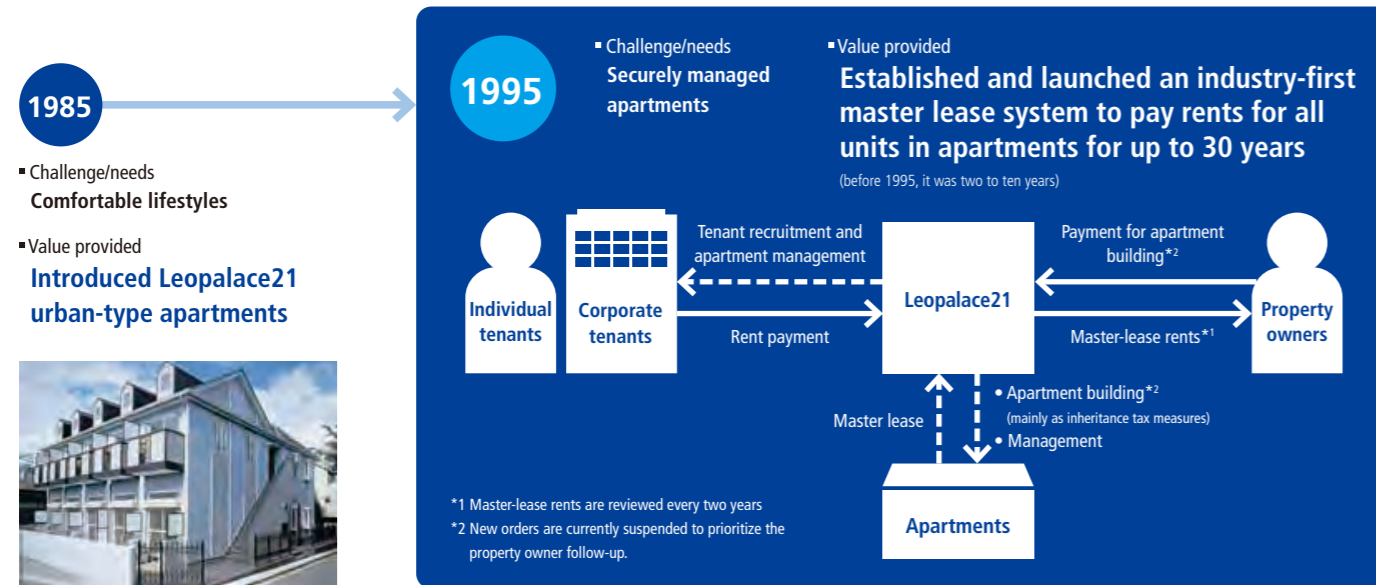 1985
▪ Challenge/needs
Comfortable lifestyles
▪ Value provided
Introduced Leopalace21
urban-type apartments
1995
▪ Challenge/needs
Securely managed
apartments
▪ Value provided
Established and launched an industry-first
master lease system to pay rents for all
units in apartments for up to 30 years
(before 1995, it was two to ten years)
Individual
tenants
Corporate
tenants
Tenant recruitment and
apartment management
Rent payment
Leopalace21
Payment for apartment
building*2
Master-lease rents*1
Property
owners
Master lease
• Apartment building*2
(mainly as inheritance tax measures)
• Management
Apartments
*1 Master-lease rents are reviewed every two years
*2 New orders are currently suspended to prioritize the
property owner follow-up.